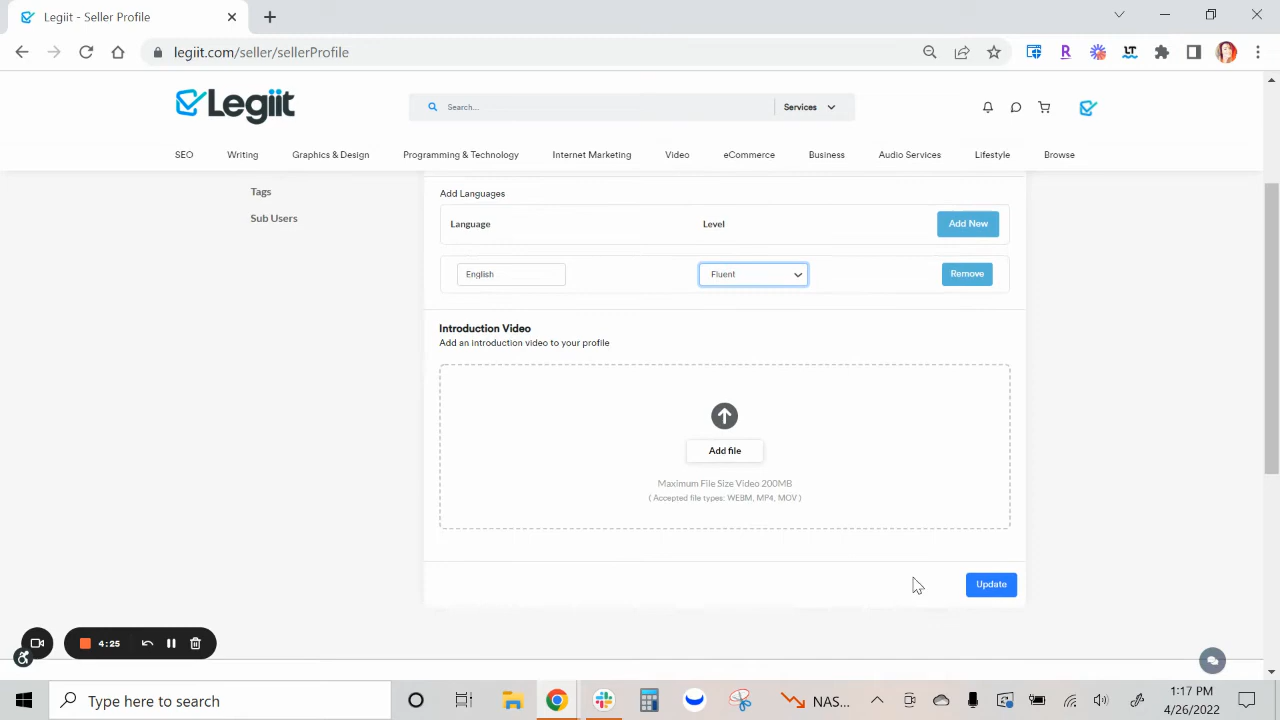 Legiit - Seller Profile
legiit.com/seller/sellerProfile
R
LT
Legiit
Search...
Services
SEO
Writing
Graphics & Design
Programming & Technology
Internet Marketing
Video
eCommerce
Business
Audio Services
Lifestyle
Browse
Tags
Sub Users
Add Languages
Language
Level
Add New
English
Fluent
Remove
Introduction Video
Add an introduction video to your profile
Add file
Maximum File Size Video 200MB
( Accepted file types: WEBM, MP4, MOV )
Update
4:25
Type here to search
NAS...
1:17 PM
4/26/2022